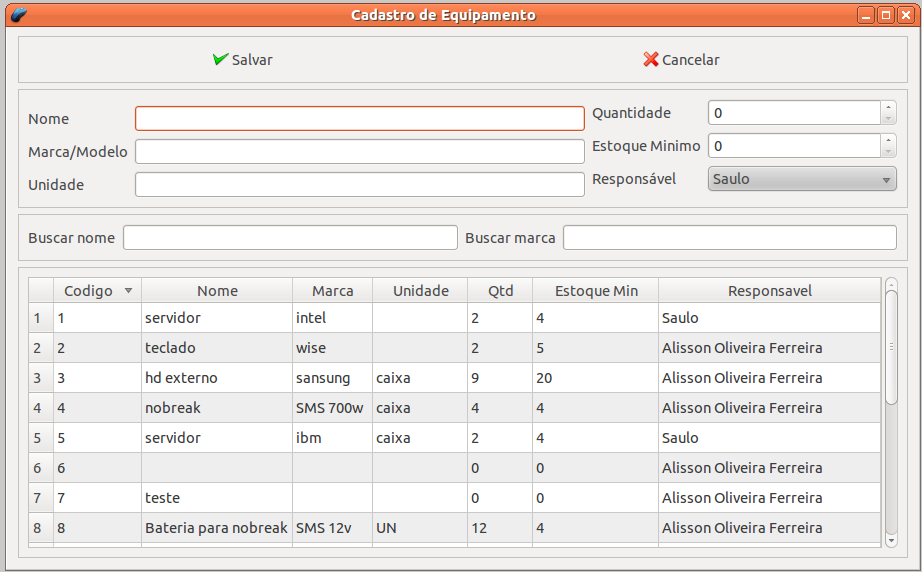 Cadastro de Equipamento
Salvar Cancelar
Nome Quantidade 0
Marca/Modelo Estoque Minimo 0
Unidade Responsável Saulo
Buscar nome Buscar marca
Codigo Nome Marca Unidade Qtd Estoque Min Responsavel
1 1 servidor intel 2 4 Saulo
2 2 teclado wise 2 5 Alisson Oliveira Ferreira
3 3 hd externo sansung caixa 9 20 Alisson Oliveira Ferreira
4 4 nobreak SMS 700w caixa 4 4 Alisson Oliveira Ferreira
5 5 servidor ibm caixa 2 4 Saulo
6 6 0 0 Alisson Oliveira Ferreira
7 7 teste 0 0 Alisson Oliveira Ferreira
8 8 Bateria para nobreak SMS 12v UN 12 4 Alisson Oliveira Ferreira